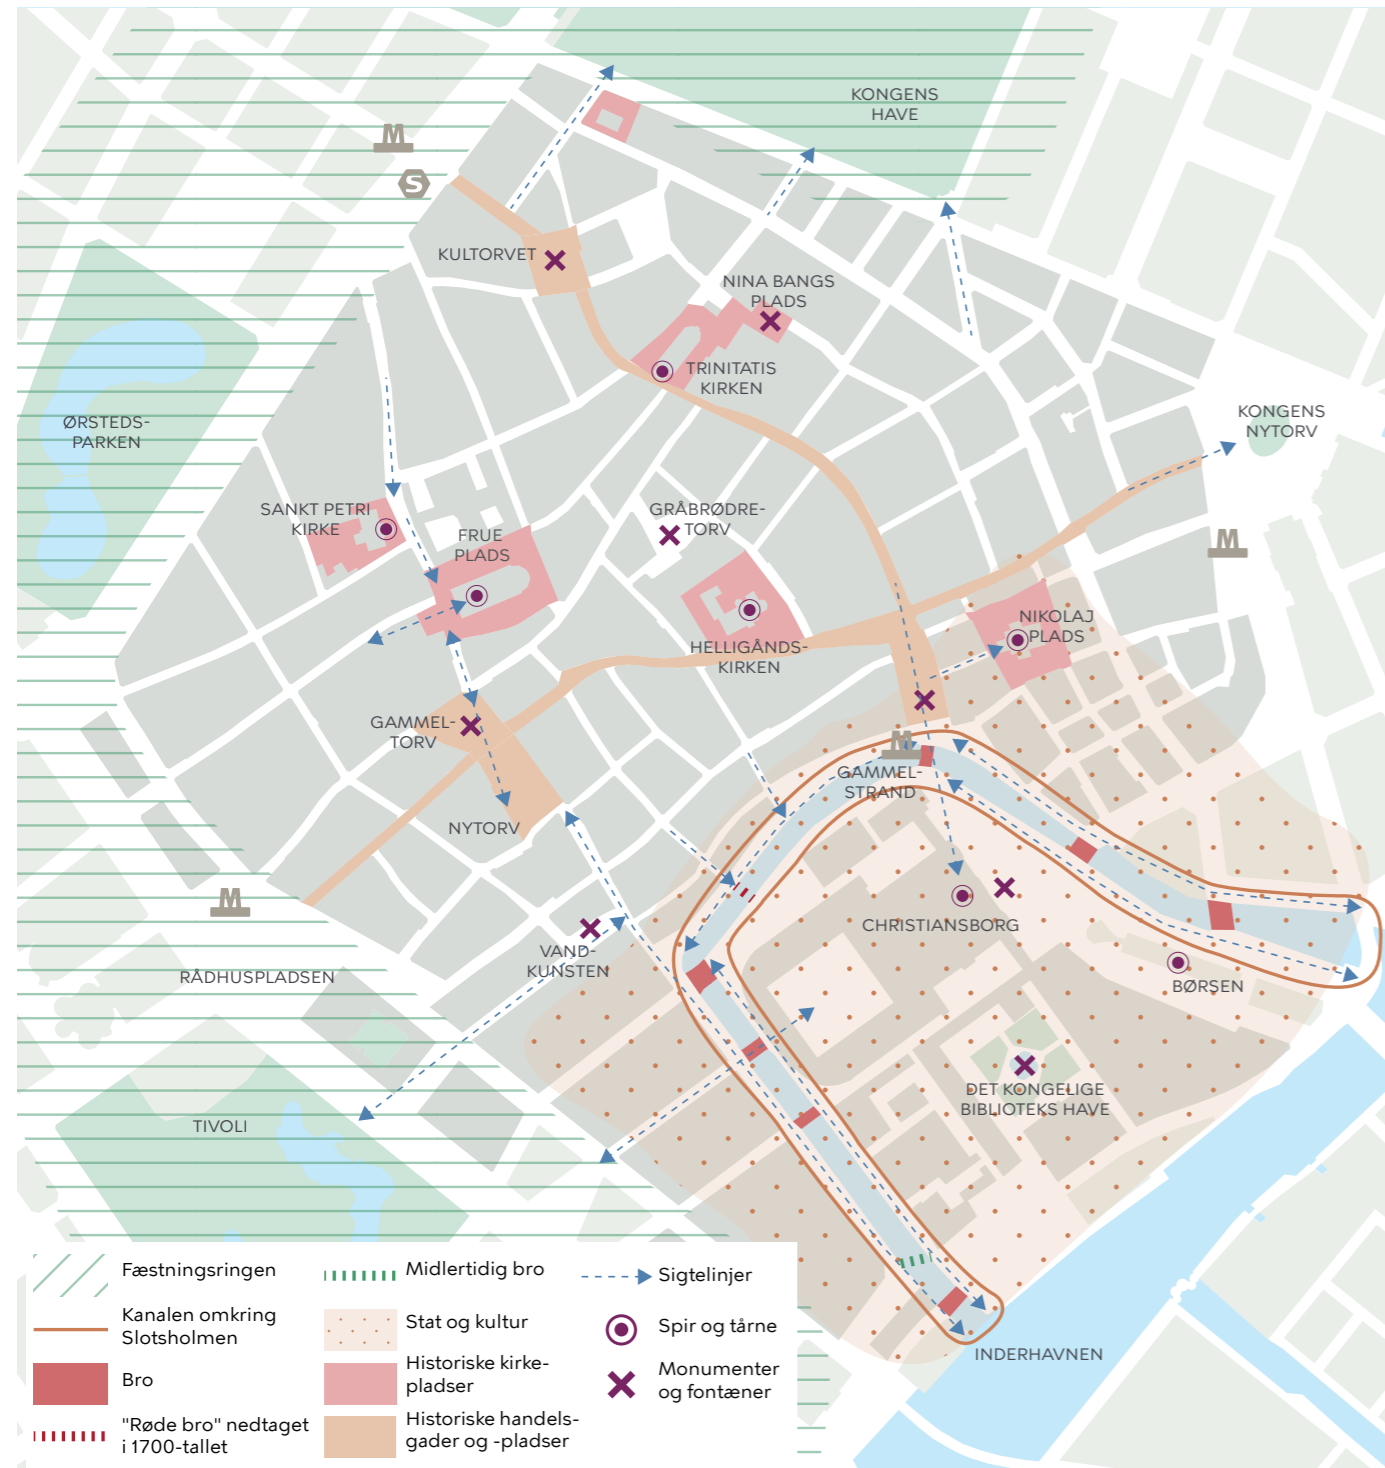 KONGENS
HAVE
M
S
KULTORVET
NINA BANGS
PLADS
TRINITATIS
KIRKEN
ØRSTEDS-
PARKEN
KONGENS
NYTORV
SANKT PETRI
KIRKE
FRUE
PLADS
GRÅBRØDRE-
TORV
M
NIKOLAJ
PLADS
HELLIGÅNDS-
KIRKEN
GAMMEL-
TORV
M
GAMMEL-
STRAND
NYTORV
M
CHRISTIANSBORG
VAND-
KUNSTEN
RÅDHUSPLADSEN
BØRSEN
DET KONGELIGE
BIBLIOTEKS HAVE
TIVOLI
INDERHAVNEN
Fæstningsringen
Kanalen omkring
Slotsholmen
Bro
"Røde bro" nedtaget
i 1700-tallet
Midlertidig bro
Stat og kultur
Historiske kirke-
pladser
Historiske handels-
gader og -pladser
Sigtelinjer
Spir og tårne
Monumenter
og fontæner